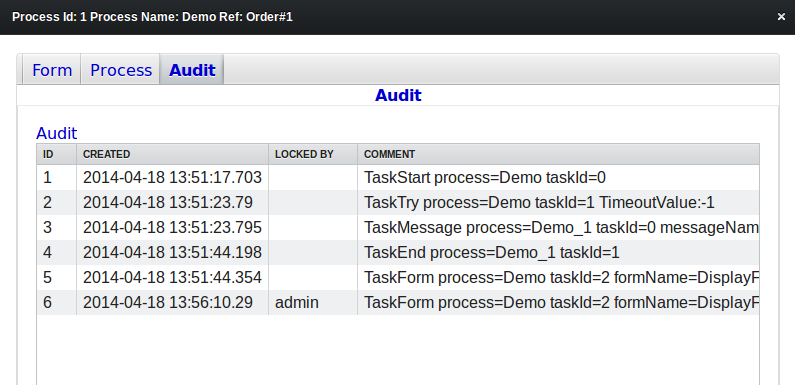 Process Id: 1 Process Name: Demo Ref: Order#1 ×
Form Process Audit
Audit
Audit
ID CREATED LOCKED BY COMMENT
1 2014-04-18 13:51:17.703 TaskStart process=Demo taskId=0
2 2014-04-18 13:51:23.79 TaskTry process=Demo taskId=1 TimeoutValue:-1
3 2014-04-18 13:51:23.795 TaskMessage process=Demo_1 taskId=0 messageNam
4 2014-04-18 13:51:44.198 TaskEnd process=Demo_1 taskId=1
5 2014-04-18 13:51:44.354 TaskForm process=Demo taskId=2 formName=DisplayF
6 2014-04-18 13:56:10.29 admin TaskForm process=Demo taskId=2 formName=DisplayF